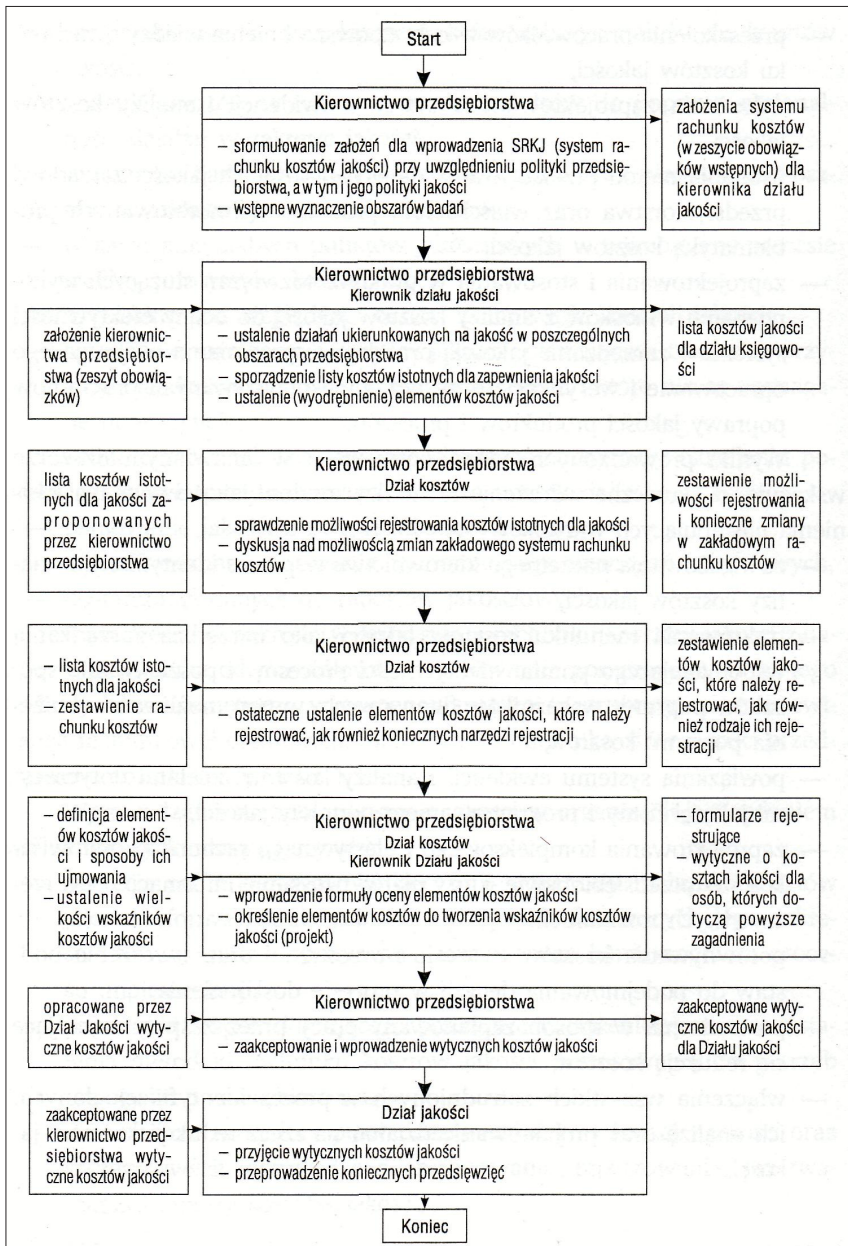 Start
Kierownictwo przedsiębiorstwa
– sformułowanie założeń dla wprowadzenia SRKJ (system ra-
chunku kosztów jakości) przy uwzględnieniu polityki przedsię-
biorstwa, a w tym i jego polityki jakości
– wstępne wyznaczenie obszarów badań
założenia systemu
rachunku kosztów
(w zeszycie obowiąz-
ków wstępnych) dla
kierownika działu
jakości
założenie kierownic-
twa przedsiębior-
stwa (zeszyt obowią-
zków)
Kierownictwo przedsiębiorstwa
Kierownik działu jakości
– ustalenie działań ukierunkowanych na jakość w poszczególnych
obszarach przedsiębiorstwa
– sporządzenie listy kosztów istotnych dla zapewnienia jakości
– ustalenie (wyodrębnienie) elementów kosztów jakości
lista kosztów jakości
dla działu księgowo-
ści
lista kosztów istot-
nych dla jakości za-
proponowanych
przez kierownictwo
przedsiębiorstwa
Kierownictwo przedsiębiorstwa
Dział kosztów
– sprawdzenie możliwości rejestrowania kosztów istotnych dla jakości
– dyskusja nad możliwością zmian zakładowego systemu rachunku
kosztów
zestawienie możli-
wości rejestrowania
i konieczne zmiany
w zakładowym ra-
chunku kosztów
– lista kosztów istot-
nych dla jakości
– zestawienie ra-
chunku kosztów
Kierownictwo przedsiębiorstwa
Dział kosztów
– ostateczne ustalenie elementów kosztów jakości, które należy
rejestrować, jak również koniecznych narzędzi rejestracji
zestawienie elemen-
tów kosztów jako-
ści, które należy re-
jestrować, jak rów-
nież rodzaje ich reje-
stracji
– definicja elemen-
tów kosztów jako-
ści i sposoby ich
ujmowania
– ustalenie wiel-
kości wskaźników
kosztów jakości
Kierownictwo przedsiębiorstwa
Dział kosztów
Kierownik Działu jakości
– wprowadzenie formuły oceny elementów kosztów jakości
– określenie elementów kosztów do tworzenia wskaźników kosztów
jakości (projekt)
– formularze reje-
strujące
– wytyczne o ko-
sztach jakości dla
osób, których do-
tyczą powyższe
zagadnienia
opracowane przez
Dział Jakości wyty-
czne kosztów jakości
Kierownictwo przedsiębiorstwa
– zaakceptowanie i wprowadzenie wytycznych kosztów jakości
zaakceptowane wyty-
czne kosztów jakości
dla Działu Jakości
zaakceptowane przez
kierownictwo przed-
siębiorstwa wytycz-
ne kosztów jakości
Dział jakości
– przyjęcie wytycznych kosztów jakości
– przeprowadzenie koniecznych przedsięwzięć
Koniec